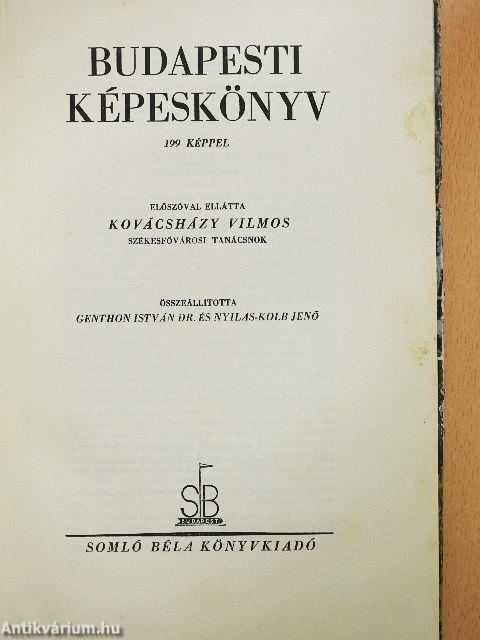 BUDAPESTI
KÉPESKÖNYV
199 KÉPPEL
ELŐSZÓVAL ELLÁTTA
KOVÁCSHÁZY VILMOS
SZÉKESFŐVÁROSI TANÁCSNOK
ÖSSZEÁLLÍTOTTA
GENTHON ISTVÁN DR. ÉS NYILAS-KOLB JENŐ
SB
BUDAPEST
SOMLÓ BÉLA KÖNYVKIADÓ
Antikvárium.hu